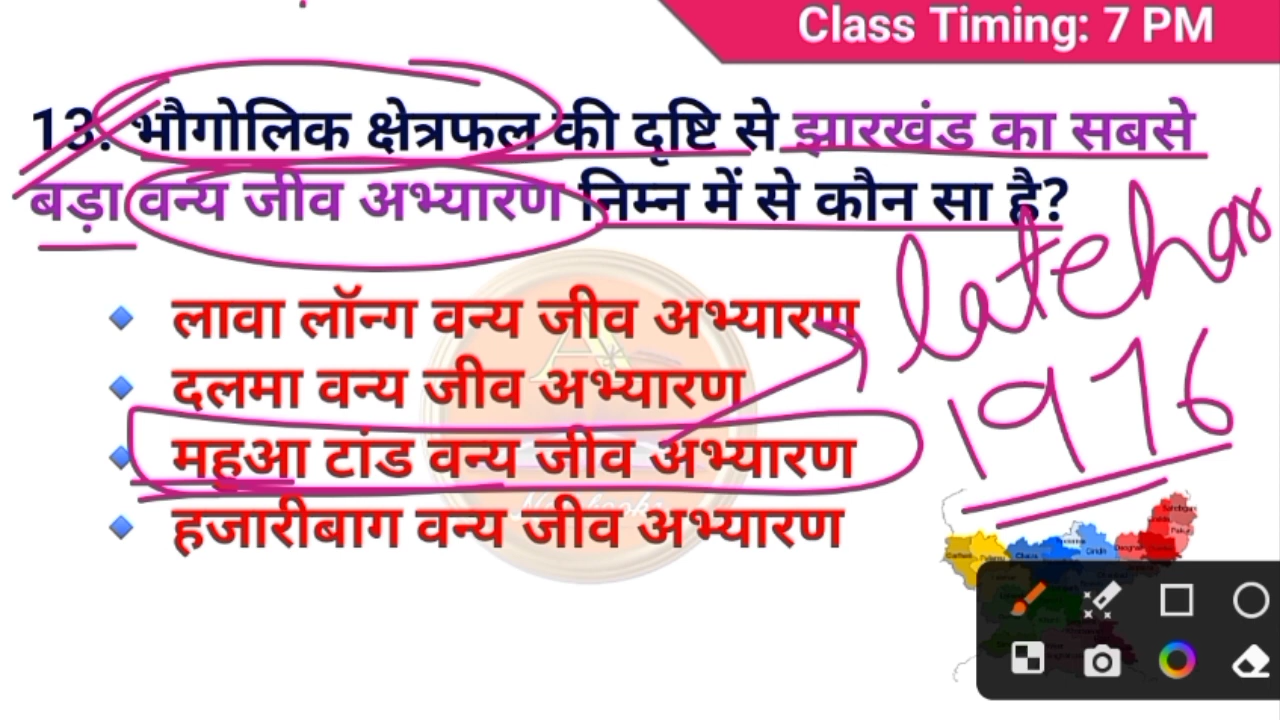 Class Timing: 7 PM
13. भौगोलिक क्षेत्रफल की दृष्टि से झारखंड का सबसे
बड़ा वन्य जीव अभ्यारण निम्न में से कौन सा है?
latehar
1976
लावा लॉन्ग वन्य जीव अभ्यारण
दलमा वन्य जीव अभ्यारण
महुआ टांड वन्य जीव अभ्यारण
हजारीबाग वन्य जीव अभ्यारण